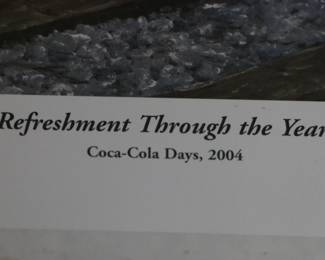 Refreshment Through the Year
Coca-Cola Days, 2004